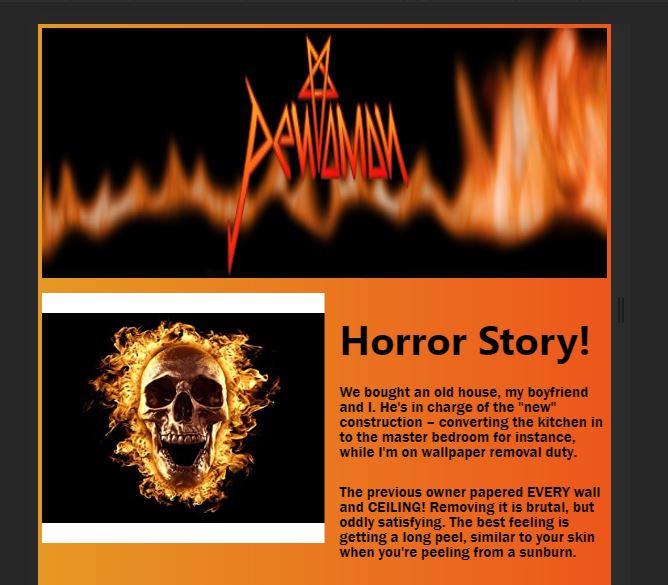 PenWoman
Horror Story!
We bought an old house, my boyfriend
and I. He's in charge of the "new"
construction – converting the kitchen in
to the master bedroom for instance,
while I'm on wallpaper removal duty.
The previous owner papered EVERY wall
and CEILING! Removing it is brutal, but
oddly satisfying. The best feeling is
getting a long peel, similar to your skin
when you're peeling from a sunburn.